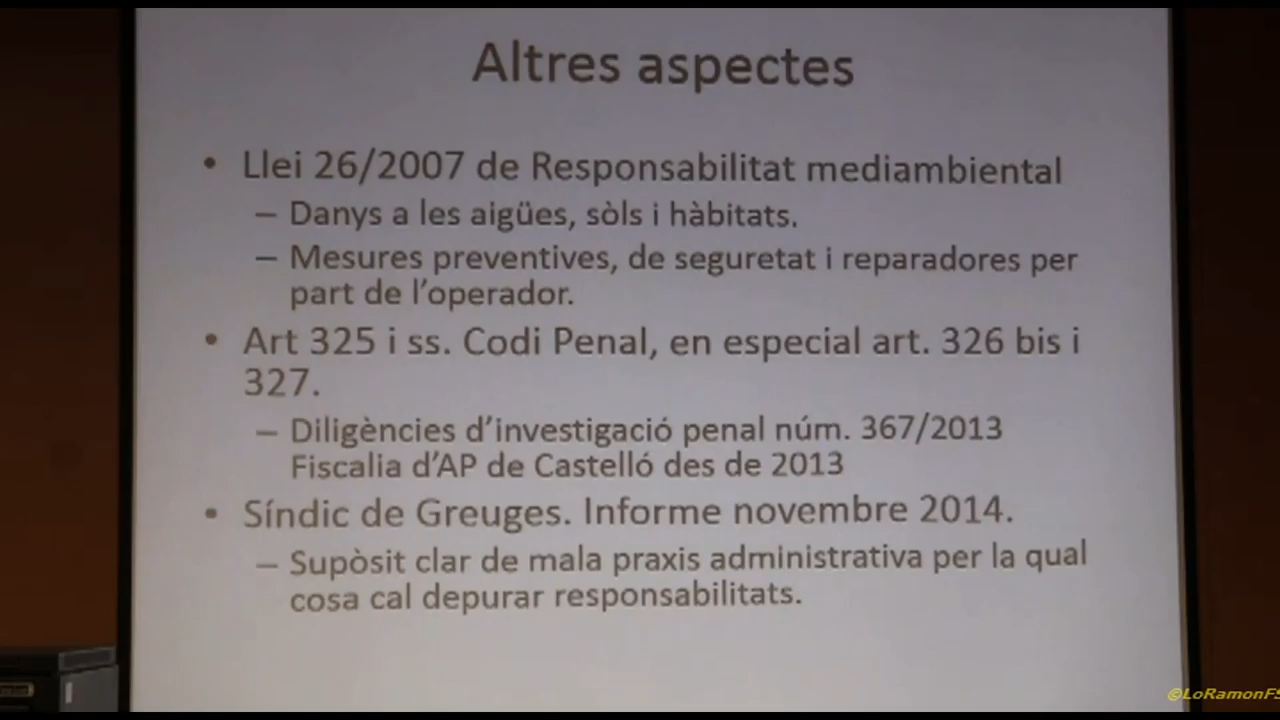 Altres aspectes
• Llei 26/2007 de Responsabilitat mediambiental
– Danys a les aigües, sòls i hàbitats.
– Mesures preventives, de seguretat i reparadores per
part de l'operador.
• Art 325 i ss. Codi Penal, en especial art. 326 bis i
327.
– Diligències d'investigació penal núm. 367/2013
Fiscalia d'AP de Castelló des de 2013
• Síndic de Greuges. Informe novembre 2014.
– Supòsit clar de mala praxis administrativa per la qual
cosa cal depurar responsabilitats.
©LoRamonFS